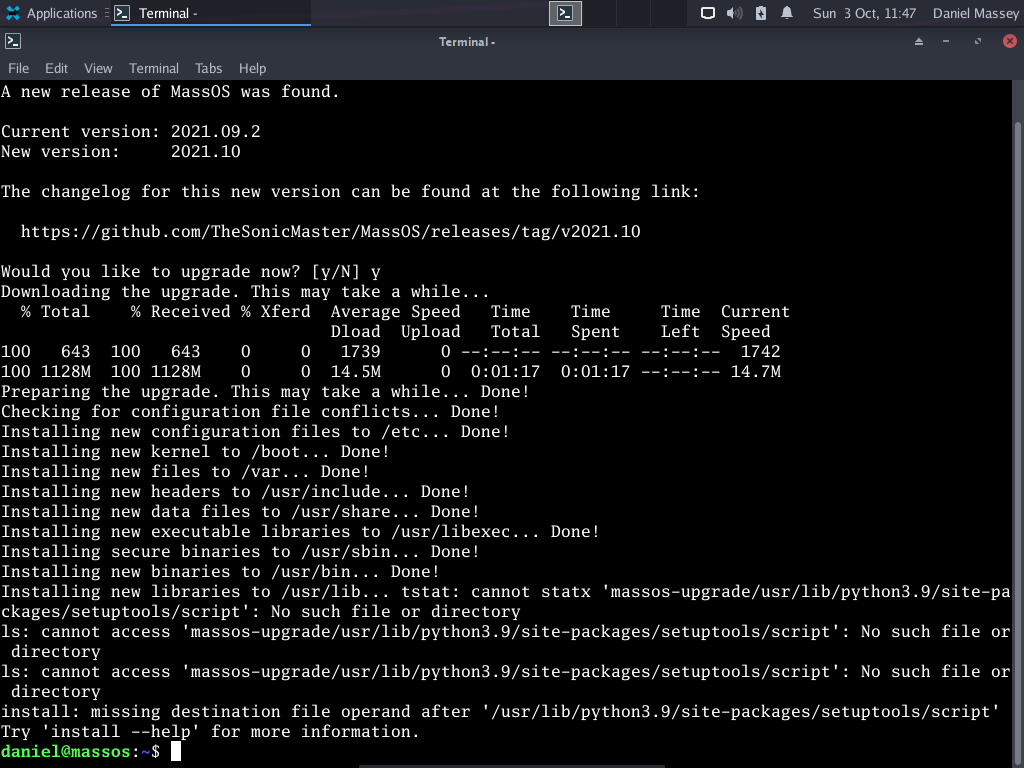 Applications Terminal - Sun 3 Oct, 11:47 Daniel Massey
Terminal -
File Edit View Terminal Tabs Help
A new release of MassOS was found.
Current version: 2021.09.2
New version:     2021.10
The changelog for this new version can be found at the following link:
  https://github.com/TheSonicMaster/MassOS/releases/tag/v2021.10
Would you like to upgrade now? [y/N] y
Downloading the upgrade. This may take a while...
  % Total    % Received % Xferd  Average Speed   Time    Time     Time  Current
                                 Dload  Upload   Total   Spent    Left  Speed
100   643  100   643    0     0   1739      0 --:--:-- --:--:-- --:--:--  1742
100 1128M  100 1128M    0     0  14.5M      0  0:01:17  0:01:17 --:--:-- 14.7M
Preparing the upgrade. This may take a while... Done!
Checking for configuration file conflicts... Done!
Installing new configuration files to /etc... Done!
Installing new kernel to /boot... Done!
Installing new files to /var... Done!
Installing new headers to /usr/include... Done!
Installing new data files to /usr/share... Done!
Installing new executable libraries to /usr/libexec... Done!
Installing secure binaries to /usr/sbin... Done!
Installing new binaries to /usr/bin... Done!
Installing new libraries to /usr/lib... tstat: cannot statx 'massos-upgrade/usr/lib/python3.9/site-pa
ckages/setuptools/script': No such file or directory
ls: cannot access 'massos-upgrade/usr/lib/python3.9/site-packages/setuptools/script': No such file or
 directory
ls: cannot access 'massos-upgrade/usr/lib/python3.9/site-packages/setuptools/script': No such file or
 directory
install: missing destination file operand after '/usr/lib/python3.9/site-packages/setuptools/script'
Try 'install --help' for more information.
daniel@massos:~$